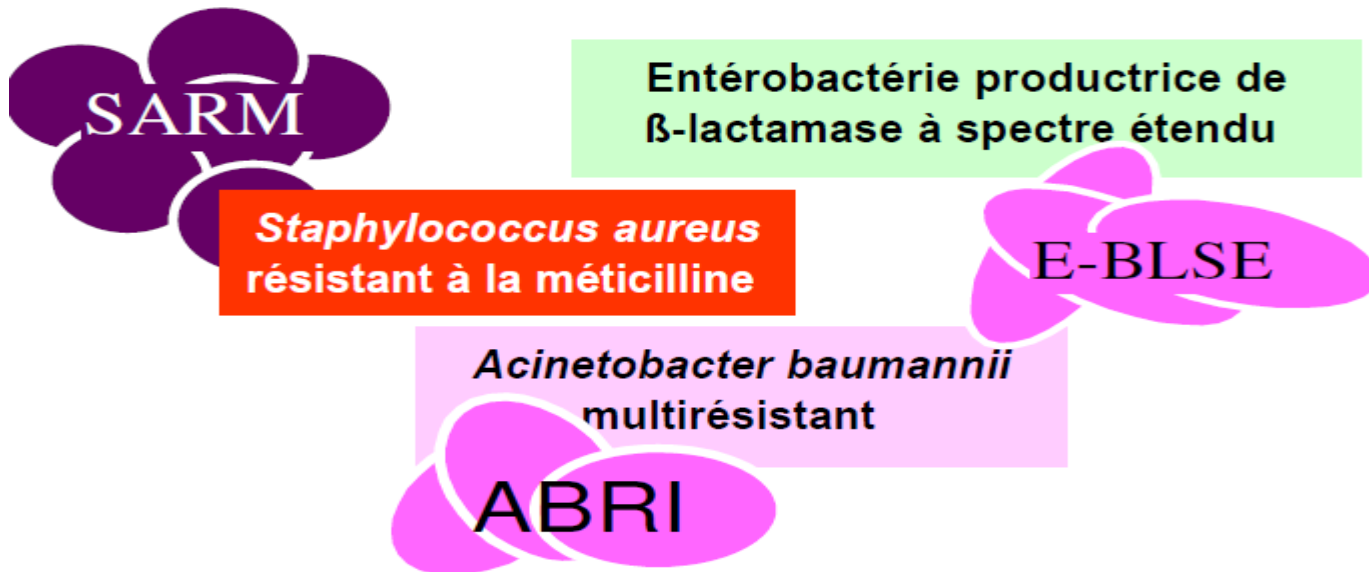 SARM
Entérobactérie productrice de
ß-lactamase à spectre étendu
Staphylococcus aureus
résistant à la méticilline
E-BLSE
Acinetobacter baumannii
multirésistant
ABRI